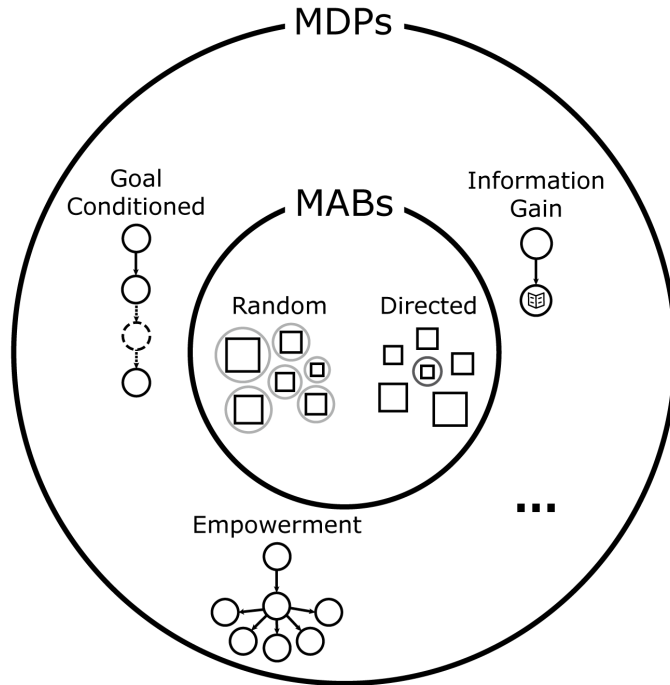 MDPs
Goal
Conditioned
Information
Gain
MABs
Random
Directed
...
Empowerment